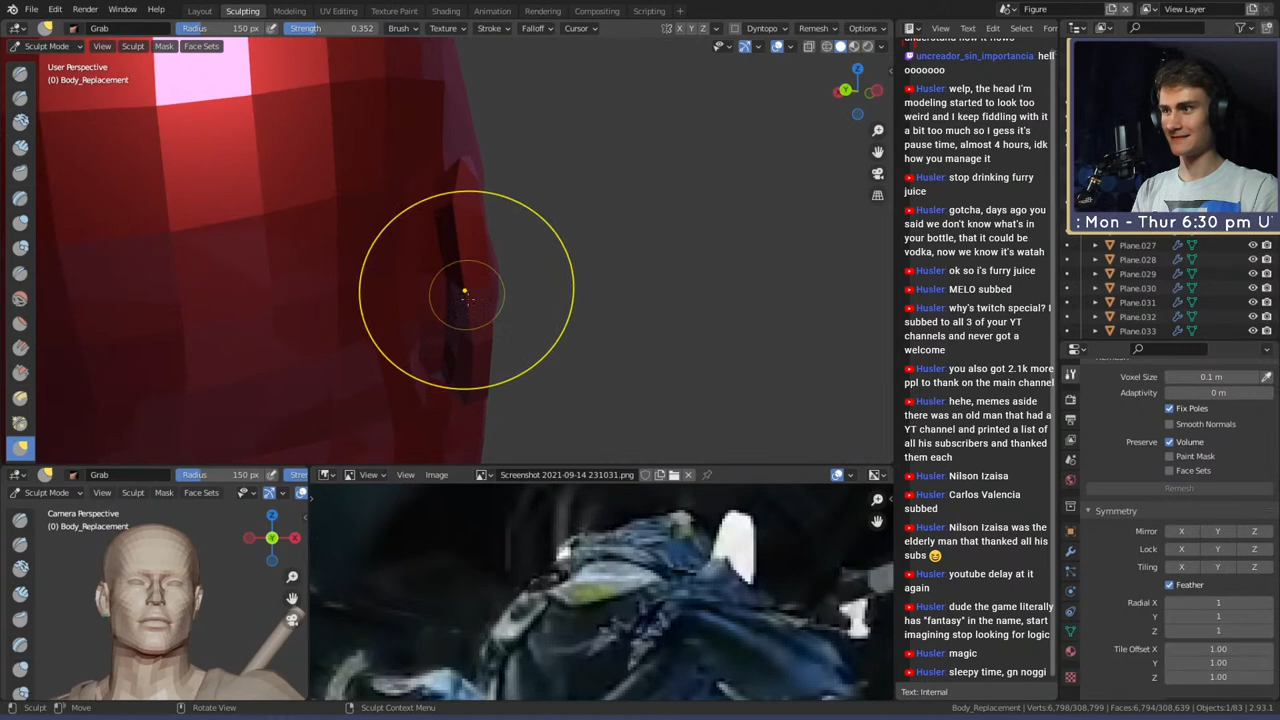 File Edit Render Window Help Layout Sculpting Modeling UV Editing Texture Paint Shading Animation Rendering Compositing Scripting Figure View Layer
Grab Radius 150 px Strength 0.352 Brush Texture Stroke Falloff Cursor X Y Z Dyntopo Remesh Options View Edit Select
Sculpt Mode View Sculpt Mask Face Sets
User Perspective
(0) Body_Replacement
uncreador_sin_importancia: hell
ooooooo
Husler welp, the head I'm
modeling started to look too
weird and I keep fiddling with it
a bit too much so I gess it's
pause time, almost 4 hours, idk
how you manage it
Husler stop drinking furry
juice
Husler gotcha, days ago you
said we don't know what's in
your bottle, that it could be
vodka, now we know it's watah
Husler ok so i's furry juice
Husler MELO subbed
Husler why's twitch special? I
subbed to all 3 of your YT
channels and never got a
welcome
Husler you also got 2.1k more
ppl to thank on the main channel
Husler hehe, memes aside
there was an old man that had a
YT channel and printed a list of
all his subscribers and thanked
them each
Husler Nilson Izaisa
Husler Carlos Valencia
subbed
Husler Nilson Izaisa was the
elderly man that thanked all his
subs 😄
Husler youtube delay at it
again
Husler dude the game literally
has "fantasy" in the name, start
imagining stop looking for logic
Husler magic
Husler sleepy time, gn noggi
Text: Internal
: Mon - Thur 6:30 pm U
Plane.027
Plane.028
Plane.029
Plane.030
Plane.031
Plane.032
Plane.033
Voxel Size 0.1 m
Adaptivity 0 m
Fix Poles
Smooth Normals
Preserve Volume
Paint Mask
Face Sets
Remesh
Symmetry
Mirror X Y Z
Lock X Y Z
Tiling X Y Z
Feather
Radial X 1
Y 1
Z 1
Tile Offset X 1.00
Y 1.00
Z 1.00
Grab Radius 150 px Stre
Sculpt Mode View Sculpt Mask Face Sets
Camera Perspective
(0) Body_Replacement
View View Image Screenshot 2021-09-14 231031.png
Sculpt Move Rotate View Sculpt Context Menu Body_Replacement Verts:6,798/308,799 Faces:6,794/308,639 Objects:1/83 2.93.1